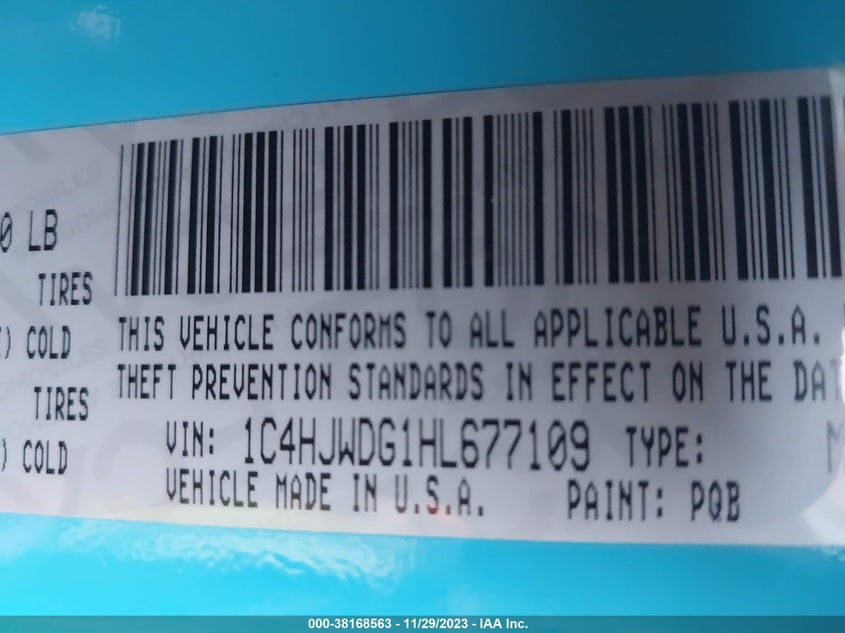 0 LB
TIRES
) COLD
TIRES
) COLD
THIS VEHICLE CONFORMS TO ALL APPLICABLE U.S.A.
THEFT PREVENTION STANDARDS IN EFFECT ON THE DAT
VIN: 1C4HJWDG1HL677109 TYPE: M
VEHICLE MADE IN U.S.A. PAINT: PQB
000-38168563 - 11/29/2023 - IAA Inc.